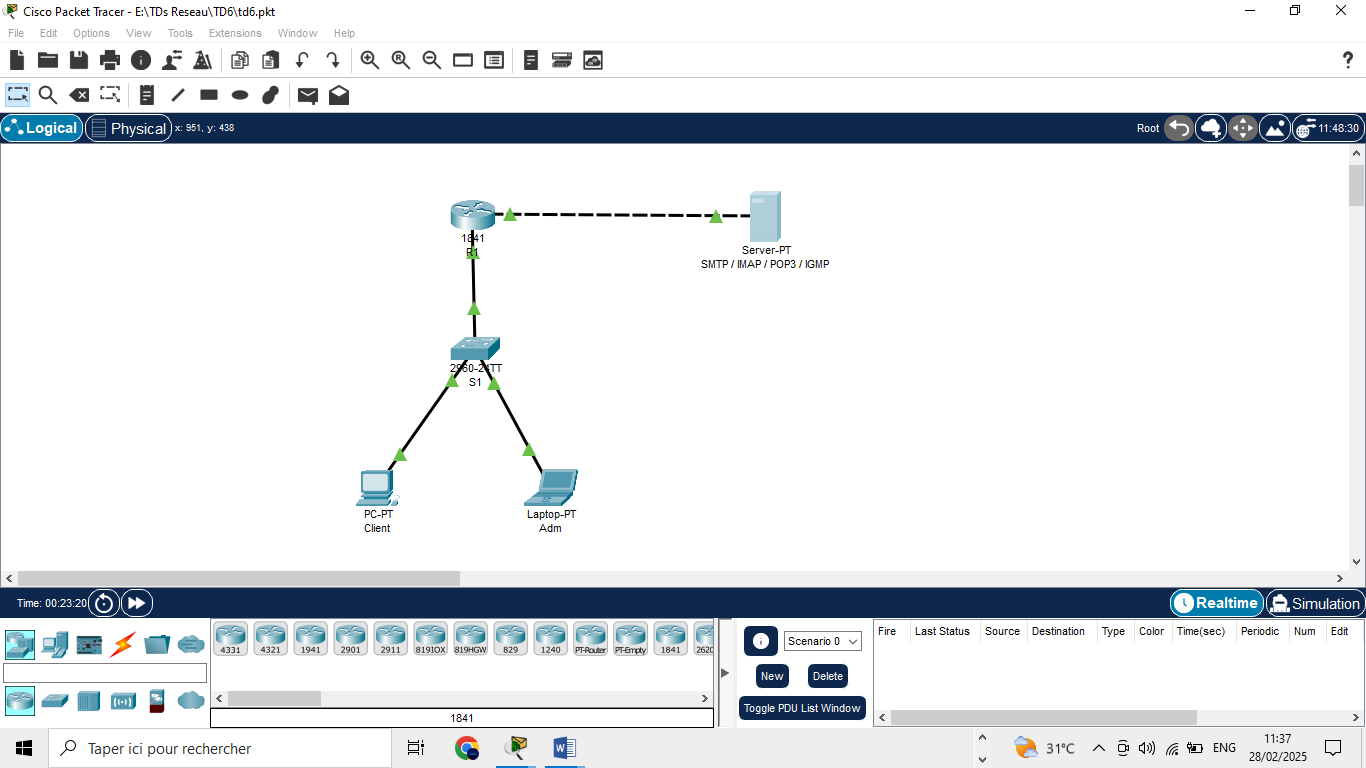 Cisco Packet Tracer - E:\TDs Reseau\TD6\td6.pkt
File Edit Options View Tools Extensions Window Help
Logical Physical x: 951, y: 438 Root 11:48:30
1841
R1
Server-PT
SMTP / IMAP / POP3 / IGMP
2960-24TT
S1
PC-PT
Client
Laptop-PT
Adm
Time: 00:23:20 Realtime Simulation
4331 4321 1941 2901 2911 819IOX 819HGW 829 1240 PT-Router PT-Empty 1841 2620
1841
Scenario 0
New Delete
Toggle PDU List Window
Fire Last Status Source Destination Type Color Time(sec) Periodic Num Edit
Taper ici pour rechercher
31°C ENG
11:37
28/02/2025